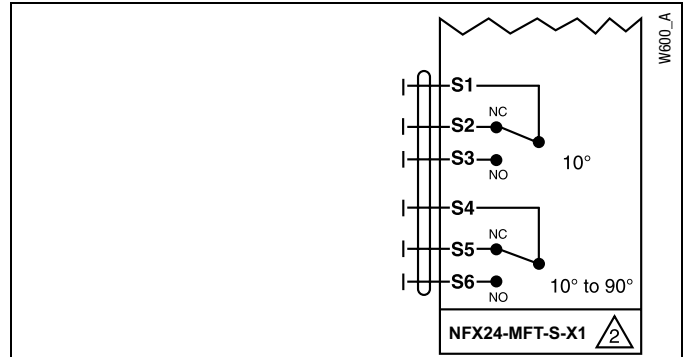 W600_A
S1
NC
S2
S3
10°
NO
S4
NC
S5
S6
10° to 90°
NO
NFX24-MFT-S-X1
2